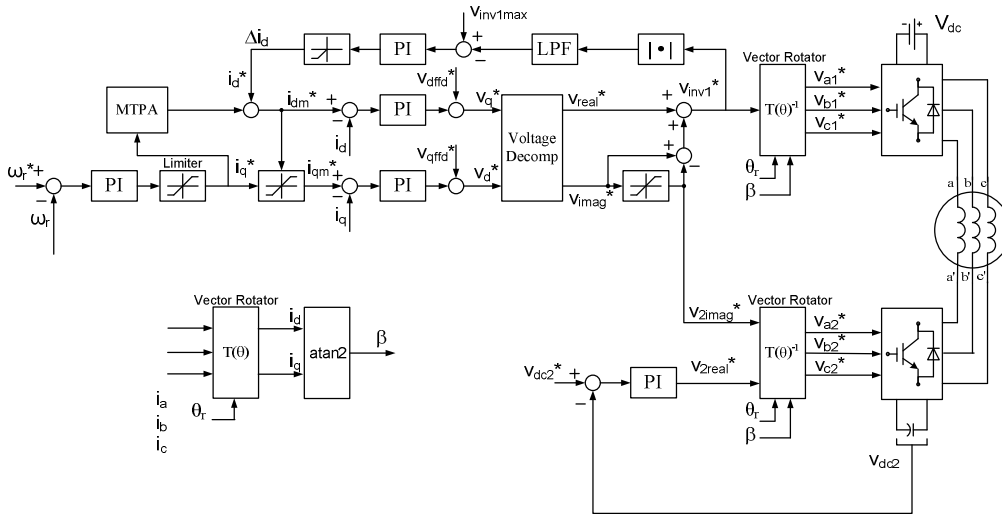 v_inv1max
V_dc
Δi_d
PI
+
−
LPF
|•|
- +
Vector Rotator
i_d*
v_dffd*
MTPA
i_dm*
+
−
i_d
PI
v_q*
v_real*
+
+
v_inv1*
T(θ)⁻¹
v_a1*
v_b1*
v_c1*
Voltage
Decomp
Limiter
i_q*
i_qm*
v_qffd*
ω_r*
+
−
ω_r
PI
+
−
i_q
PI
v_d*
v_imag*
+
−
θ_r
β
a b c
a' b' c'
Vector Rotator
T(θ)
i_d
i_q
atan2
β
i_a
i_b
i_c
θ_r
v_2imag*
Vector Rotator
T(θ)⁻¹
v_a2*
v_b2*
v_c2*
v_dc2*
+
−
PI
v_2real*
θ_r
β
v_dc2